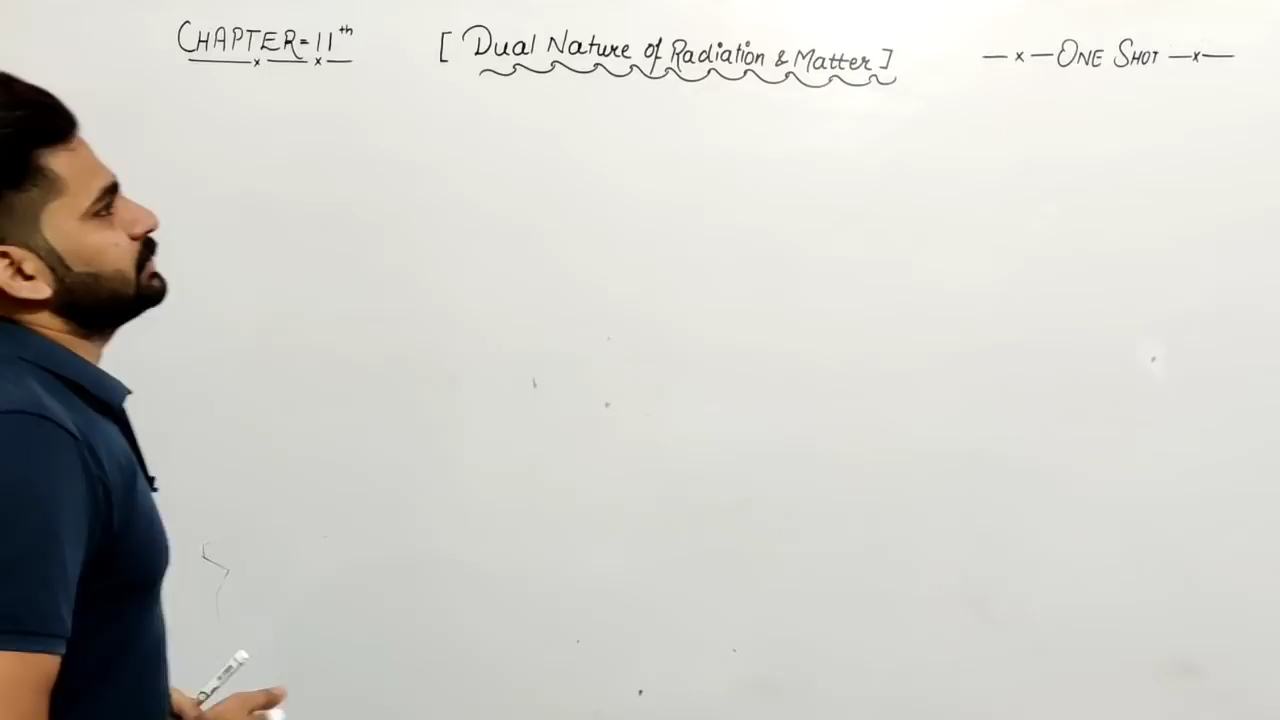 CHAPTER=11th [Dual Nature of Radiation & Matter] —x—ONE SHOT—x—